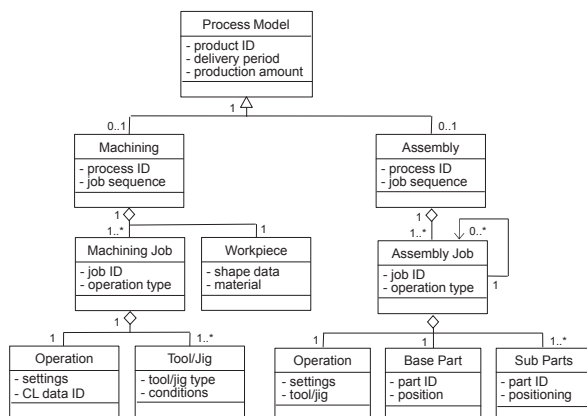 Process Model
- product ID
- delivery period
- production amount
1
0..1
0..1
Machining
- process ID
- job sequence
Assembly
- process ID
- job sequence
1
1
1..*
1
1..*
0..*
Machining Job
- job ID
- operation type
Workpiece
- shape data
- material
Assembly Job
- job ID
- operation type
1
1
1
1..*
1
1
1..*
Operation
- settings
- CL data ID
Tool/Jig
- tool/jig type
- conditions
Operation
- settings
- tool/jig
Base Part
- part ID
- position
Sub Parts
- part ID
- positioning